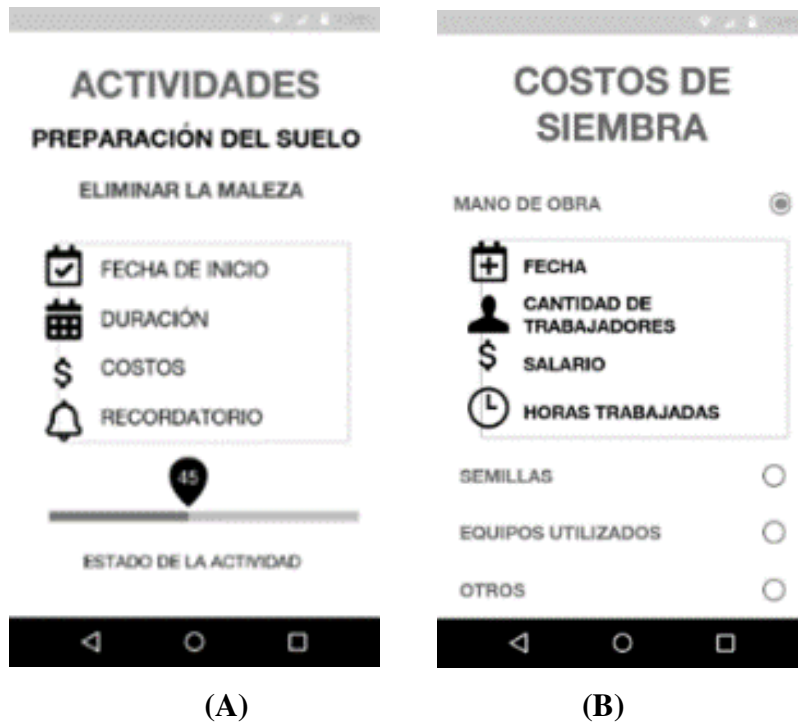 ACTIVIDADES
PREPARACIÓN DEL SUELO
ELIMINAR LA MALEZA
FECHA DE INICIO
DURACIÓN
$ COSTOS
RECORDATORIO
45
ESTADO DE LA ACTIVIDAD
(A)
COSTOS DE
SIEMBRA
MANO DE OBRA
FECHA
CANTIDAD DE
TRABAJADORES
$ SALARIO
HORAS TRABAJADAS
SEMILLAS
EQUIPOS UTILIZADOS
OTROS
(B)